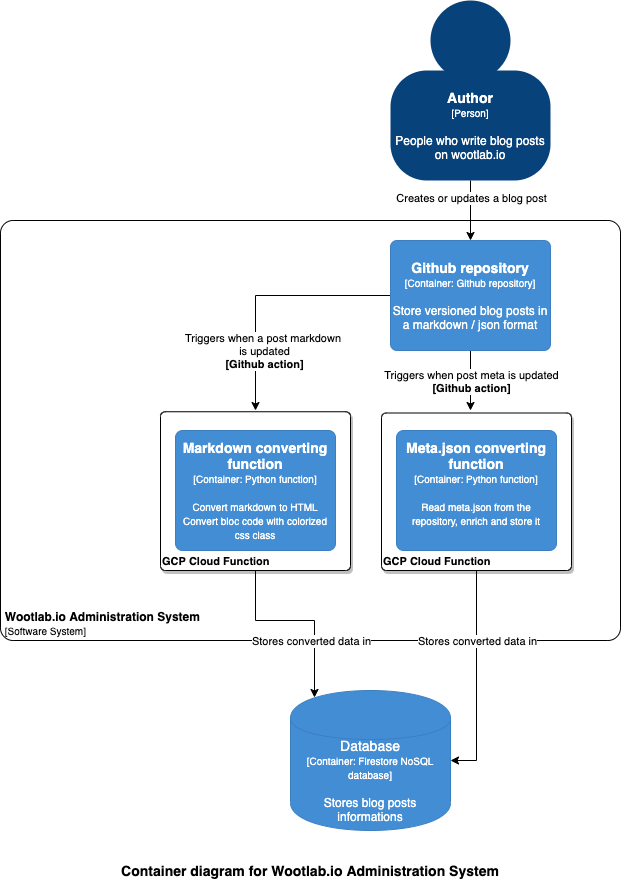 Author
[Person]
People who write blog posts
on wootlab.io
Creates or updates a blog post
Github repository
[Container: Github repository]
Store versioned blog posts in
a markdown / json format
Triggers when a post markdown
is updated
[Github action]
Triggers when post meta is updated
[Github action]
Markdown converting
function
[Container: Python function]
Convert markdown to HTML
Convert bloc code with colorized
css class
GCP Cloud Function
Meta.json converting
function
[Container: Python function]
Read meta.json from the
repository, enrich and store it
GCP Cloud Function
Wootlab.io Administration System
[Software System]
Stores converted data in
Stores converted data in
Database
[Container: Firestore NoSQL
database]
Stores blog posts
informations
Container diagram for Wootlab.io Administration System